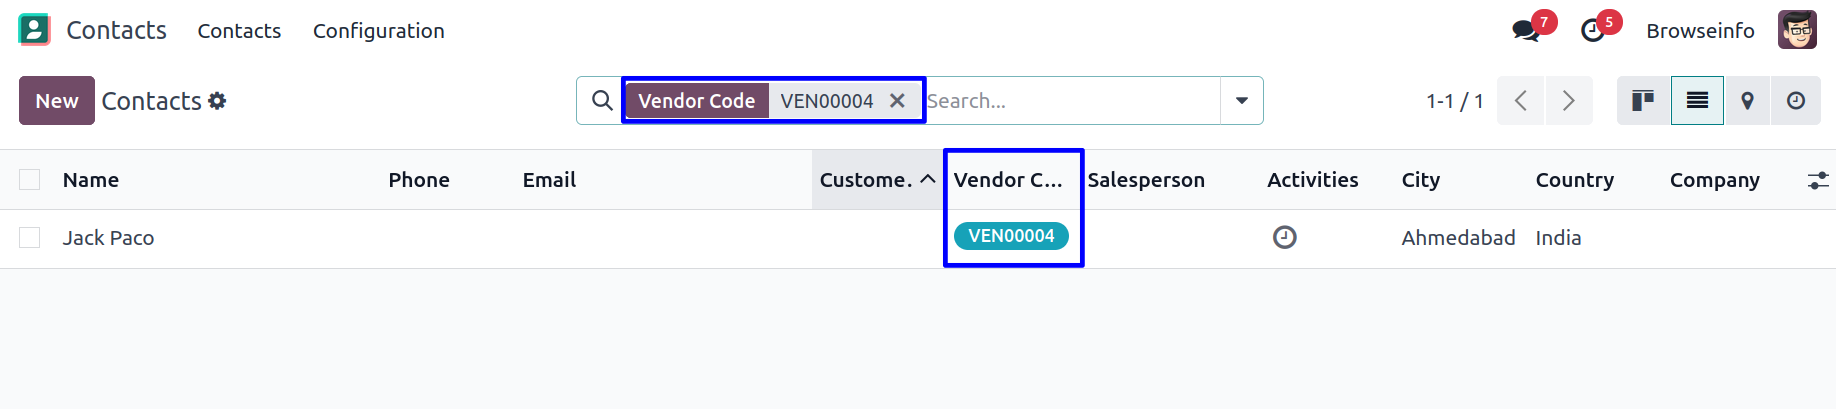 Contacts Contacts Configuration 7 5 Browseinfo
New Contacts Vendor Code VEN00004 Search... 1-1 / 1
Name Phone Email Custome. Vendor C... Salesperson Activities City Country Company
Jack Paco VEN00004 Ahmedabad India